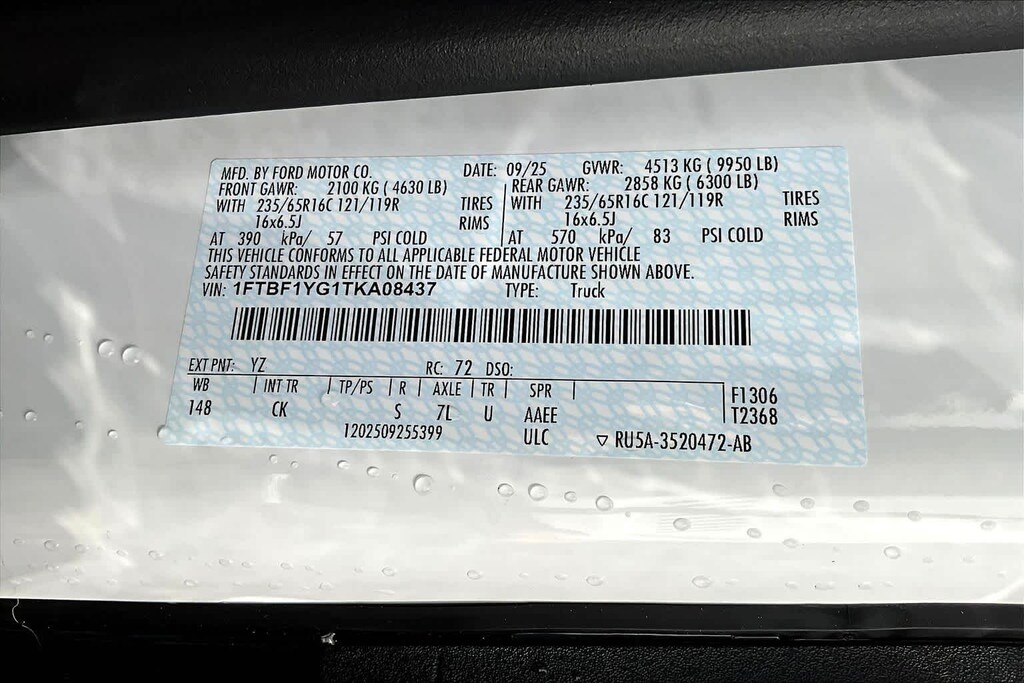 MFD. BY FORD MOTOR CO. DATE: 09/25 GVWR: 4513 KG ( 9950 LB)
FRONT GAWR: 2100 KG ( 4630 LB) REAR GAWR: 2858 KG ( 6300 LB)
WITH 235/65R16C 121/119R TIRES WITH 235/65R16C 121/119R TIRES
16x6.5J RIMS 16x6.5J RIMS
AT 390 kPa/ 57 PSI COLD AT 570 kPa/ 83 PSI COLD
THIS VEHICLE CONFORMS TO ALL APPLICABLE FEDERAL MOTOR VEHICLE
SAFETY STANDARDS IN EFFECT ON THE DATE OF MANUFACTURE SHOWN ABOVE.
VIN: 1FTBF1YG1TKA08437 TYPE: Truck
EXT PNT: YZ RC: 72 DSO:
WB INT TR TP/PS R AXLE TR SPR F1306
148 CK S 7L U AAEE T2368
1202509255399 ULC ▽ RU5A-3520472-AB